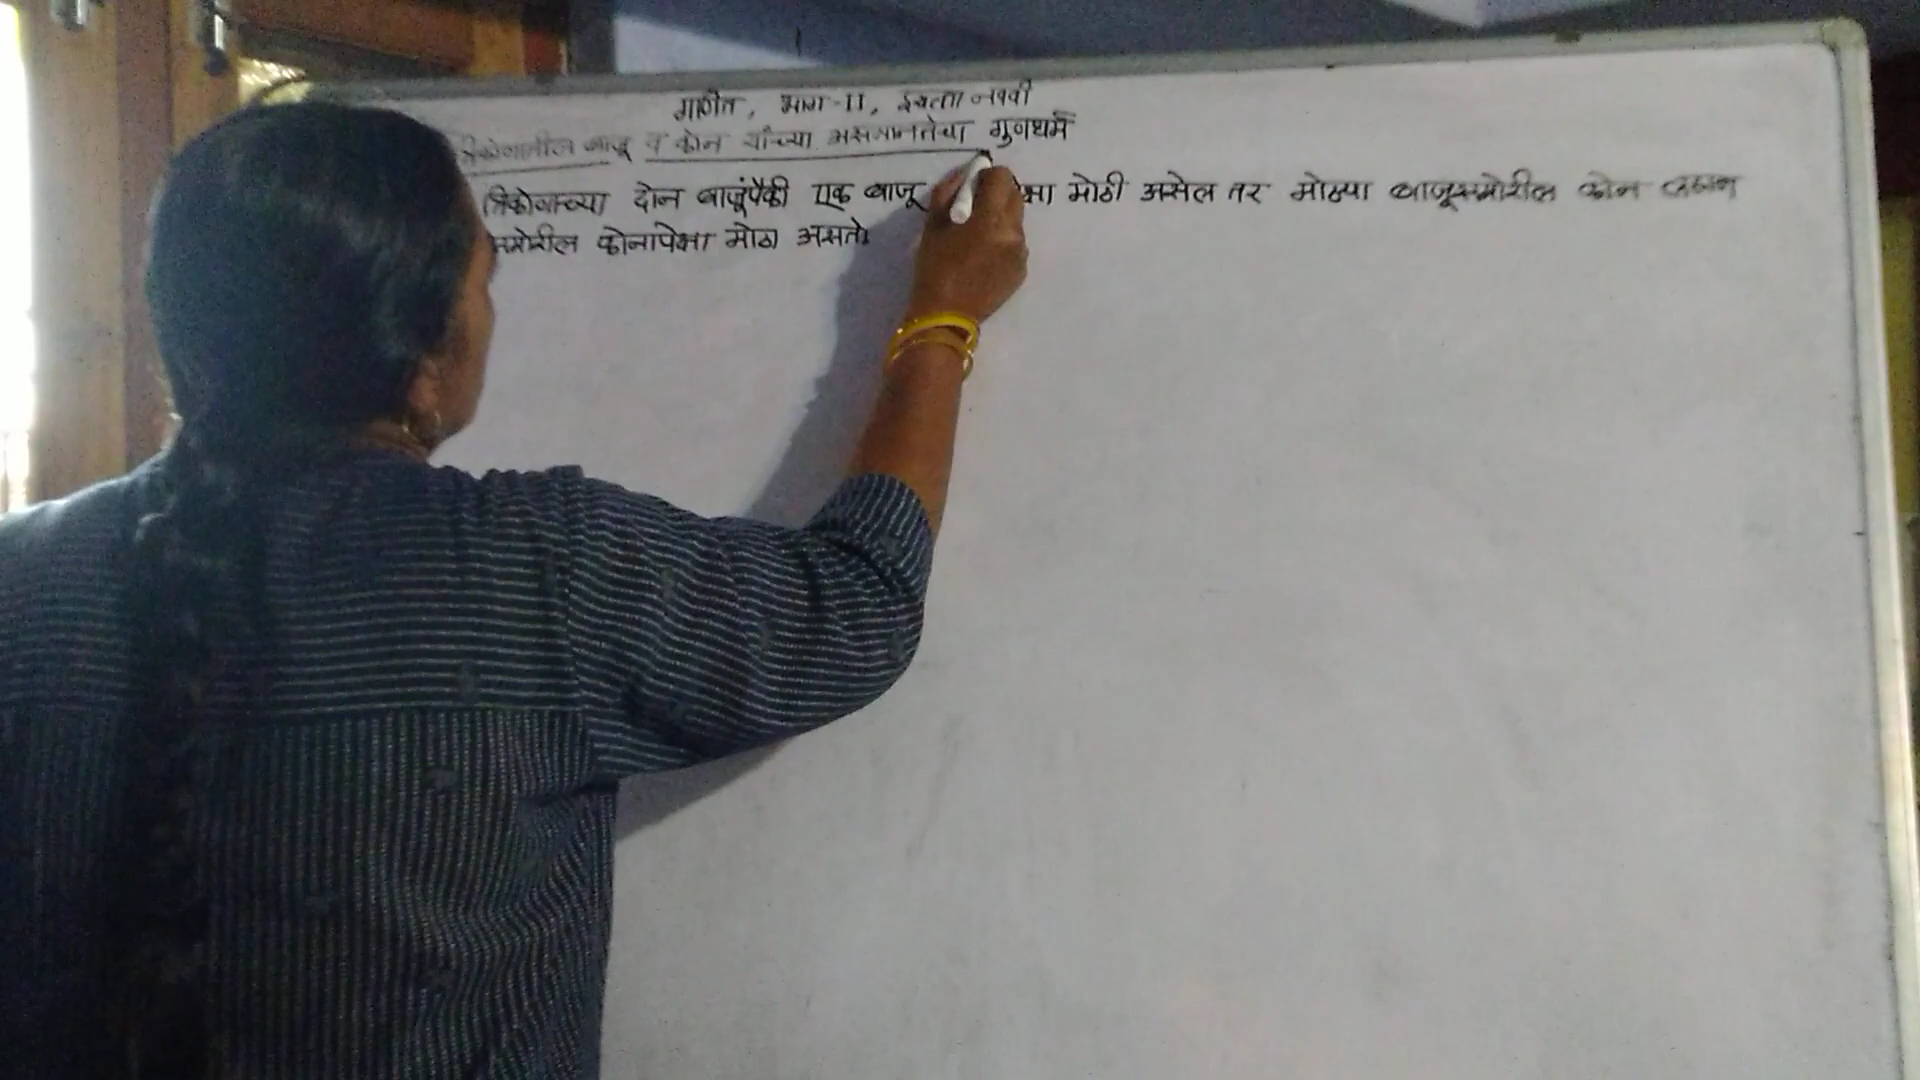 गणित, भाग-II, इयत्ता नववी
त्रिकोणातील बाजू व कोन यांच्या असमानतेचा गुणधर्म
त्रिकोणाच्या दोन बाजूंपैकी एक बाजू मोठी असेल तर मोठ्या बाजूसमोरील कोन लहान
समोरील कोनापेक्षा मोठा असतो